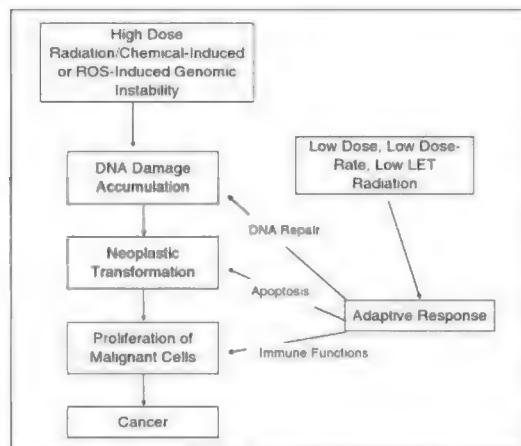 High Dose
Radiation/Chemical-Induced
or ROS-Induced Genomic
Instability
Low Dose, Low Dose-
Rate, Low LET
Radiation
DNA Damage
Accumulation
DNA Repair
Neoplastic
Transformation
Apoptosis
Adaptive Response
Proliferation of
Malignant Cells
Immune Functions
Cancer